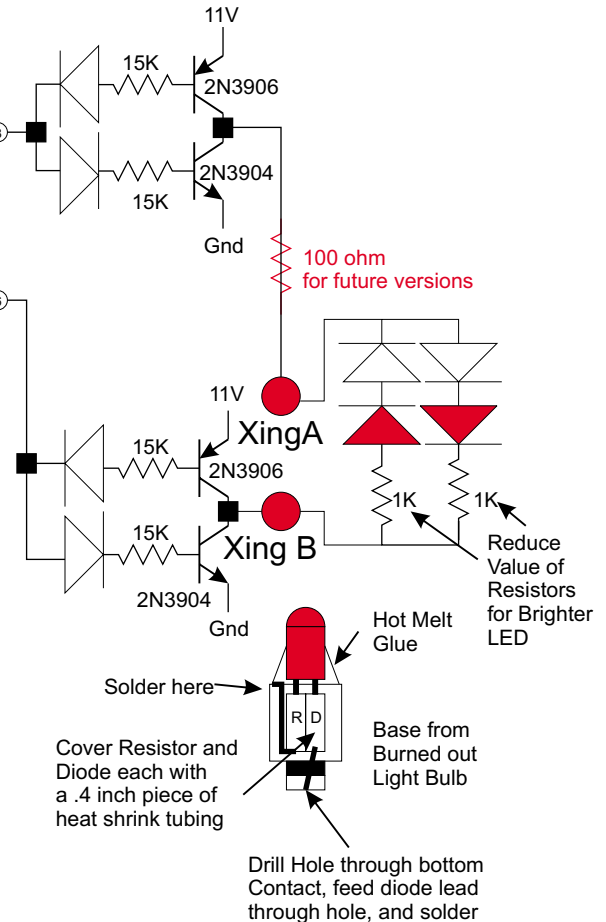 11V
15K
2N3906
2N3904
15K
Gnd
100 ohm
for future versions
11V
XingA
15K
2N3906
1K
1K
15K
Xing B
2N3904
Gnd
Reduce
Value of
Resistors
for Brighter
LED
Hot Melt
Glue
Solder here
R D
Base from
Burned out
Light Bulb
Cover Resistor and
Diode each with
a .4 inch piece of
heat shrink tubing
Drill Hole through bottom
Contact, feed diode lead
through hole, and solder